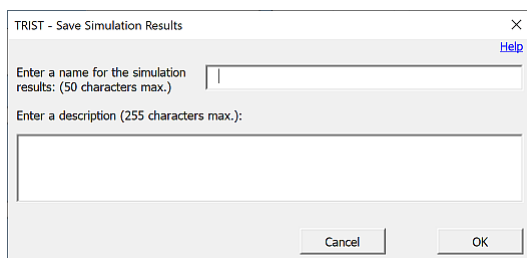 TRIST - Save Simulation Results
Help
Enter a name for the simulation
results: (50 characters max.)
Enter a description (255 characters max.):
Cancel
OK